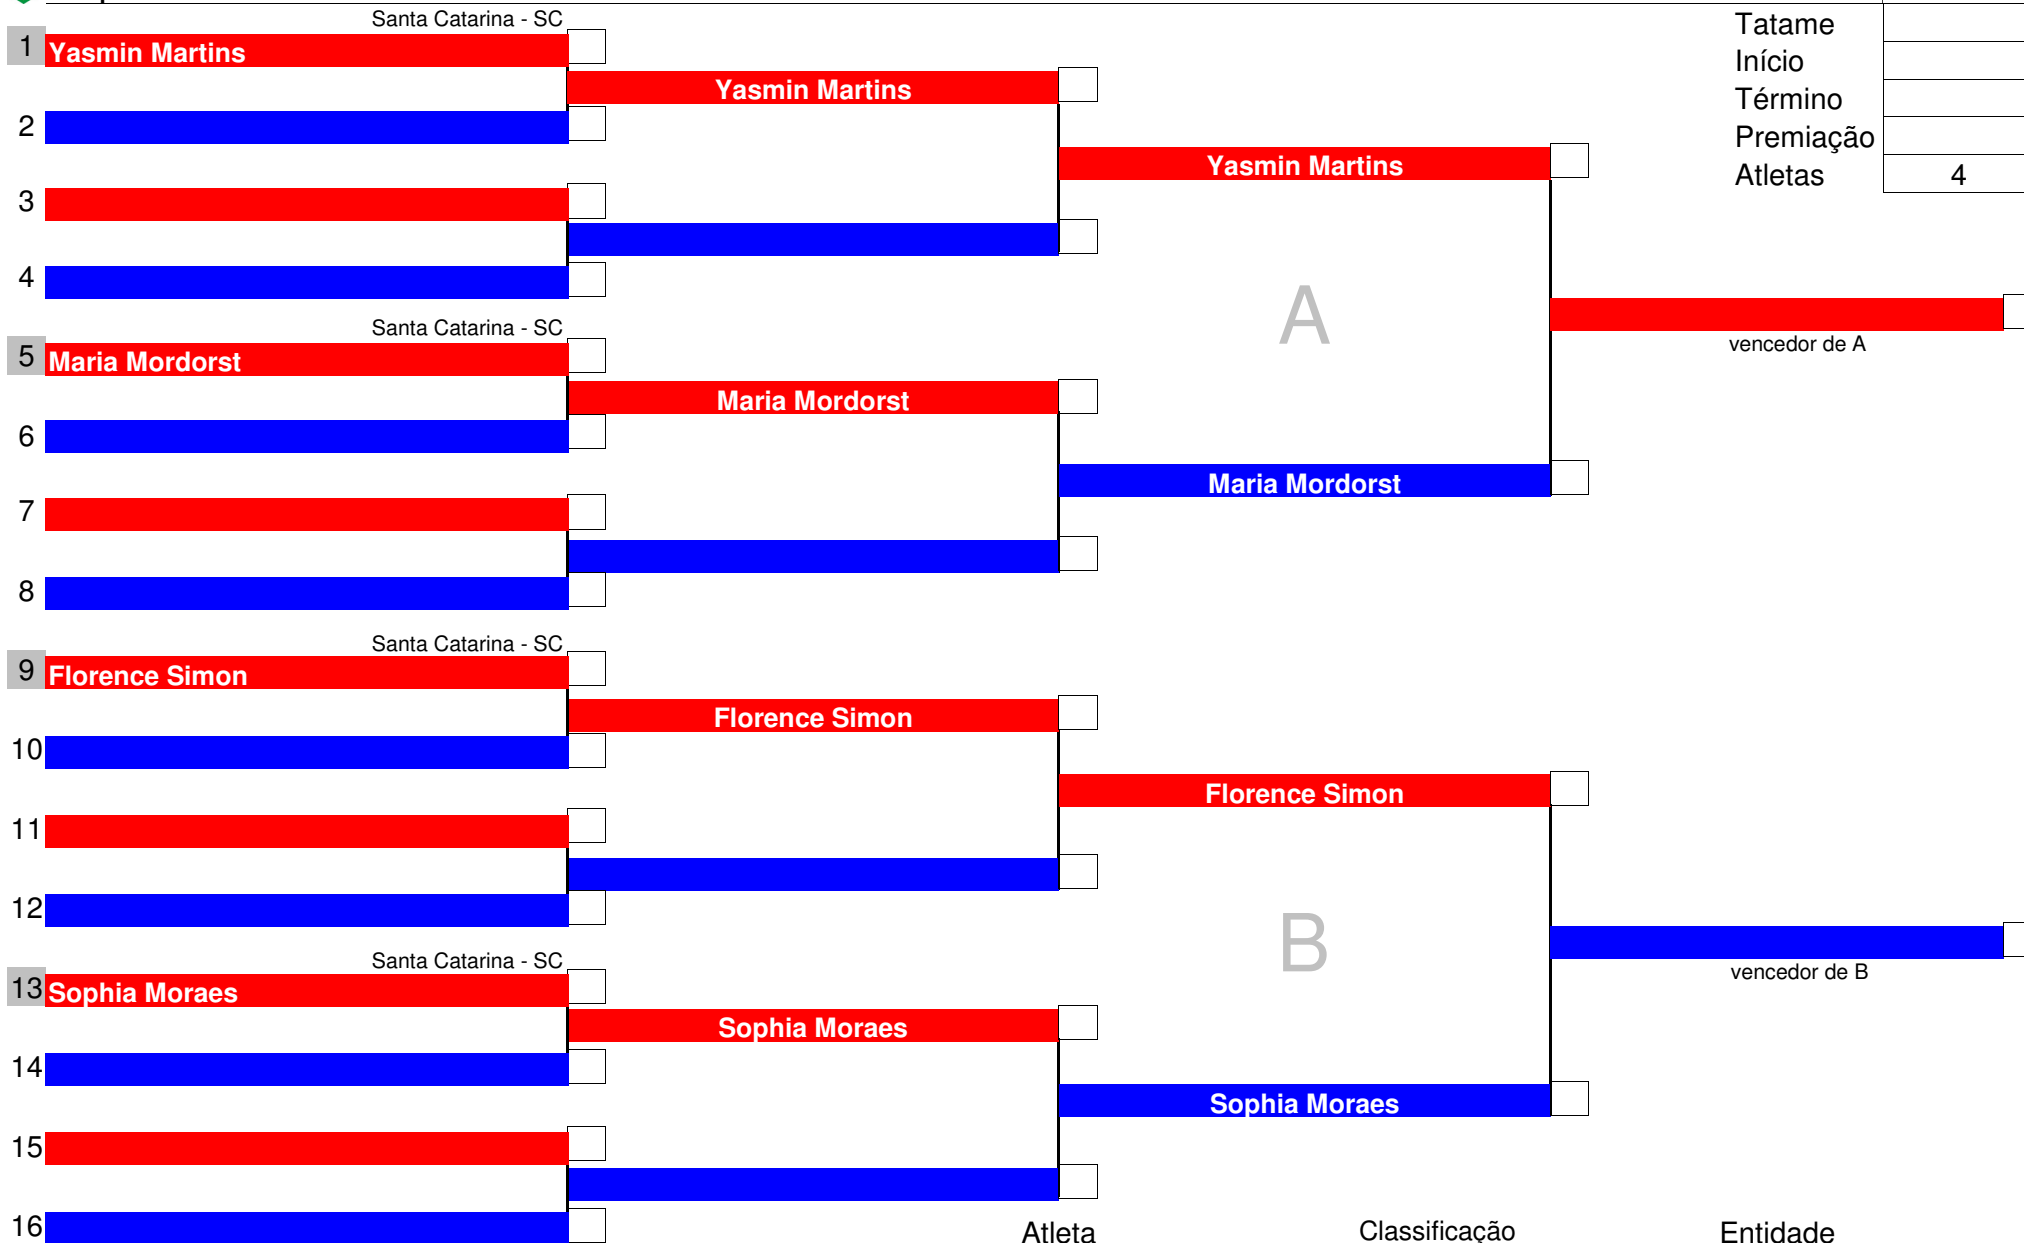 Santa Catarina - SC
1 Yasmin Martins
Yasmin Martins
2
Yasmin Martins
3
4
Tatame
Início
Término
Premiação
Atletas 4
A
vencedor de A
Santa Catarina - SC
5 Maria Mordorst
Maria Mordorst
6
Maria Mordorst
7
8
Santa Catarina - SC
9 Florence Simon
Florence Simon
10
Florence Simon
11
12
B
vencedor de B
Santa Catarina - SC
13 Sophia Moraes
Sophia Moraes
14
Sophia Moraes
15
16
Atleta Classificação Entidade